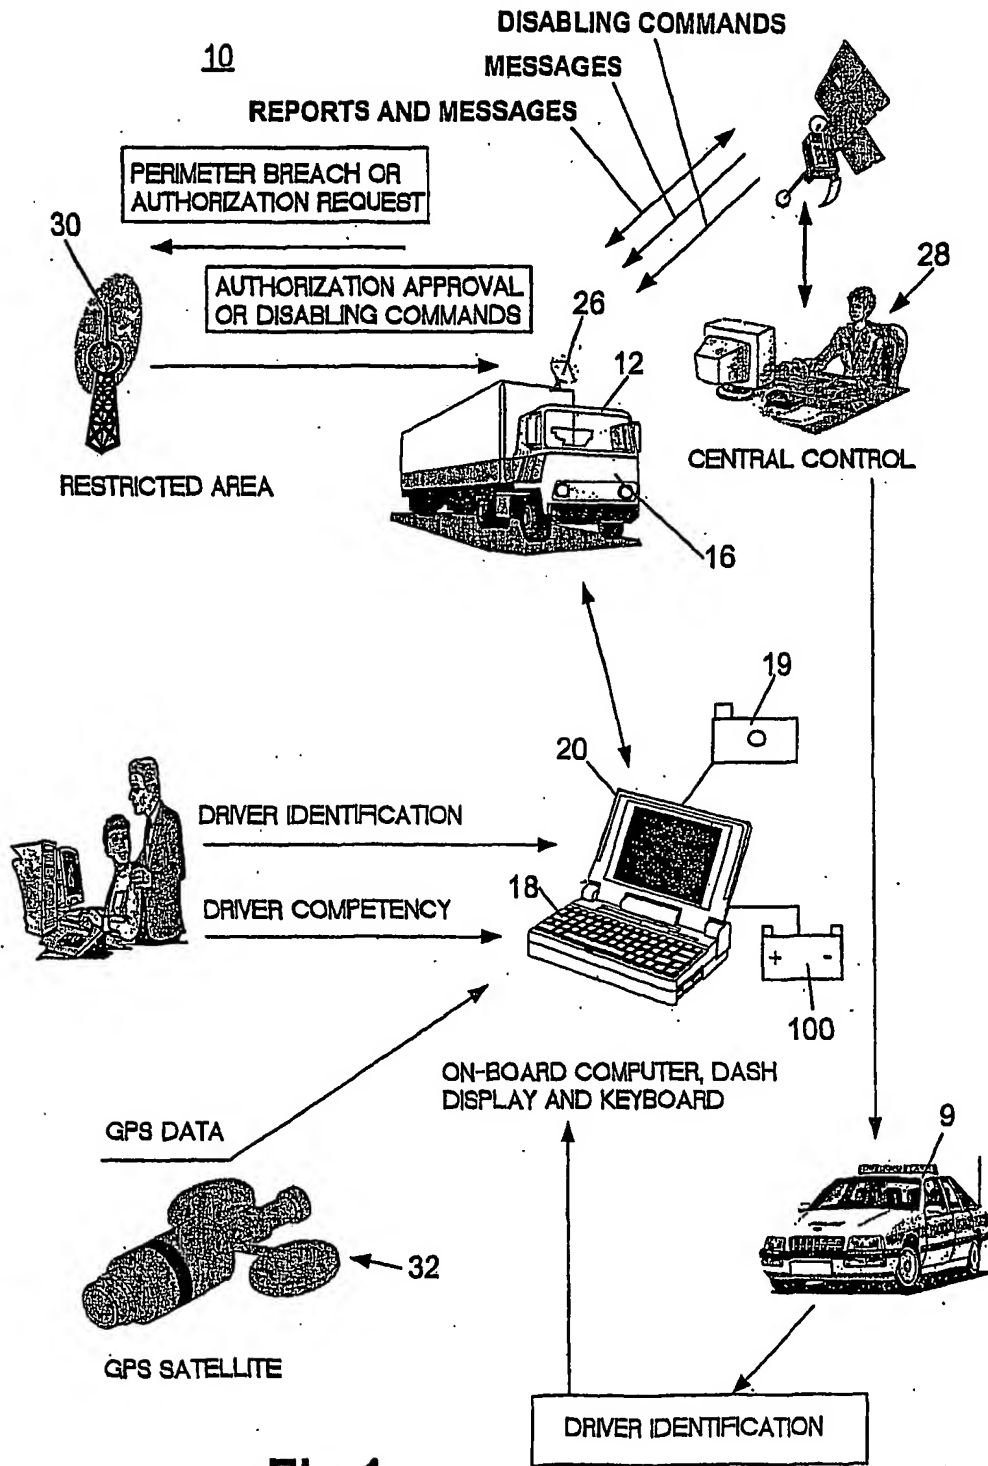 DISABLING COMMANDS
10
MESSAGES
REPORTS AND MESSAGES
PERIMETER BREACH OR
AUTHORIZATION REQUEST
30
AUTHORIZATION APPROVAL
OR DISABLING COMMANDS
26
12
28
RESTRICTED AREA
CENTRAL CONTROL
16
19
20
DRIVER IDENTIFICATION
18
DRIVER COMPETENCY
+ -
100
ON-BOARD COMPUTER, DASH
DISPLAY AND KEYBOARD
GPS DATA
9
32
GPS SATELLITE
DRIVER IDENTIFICATION